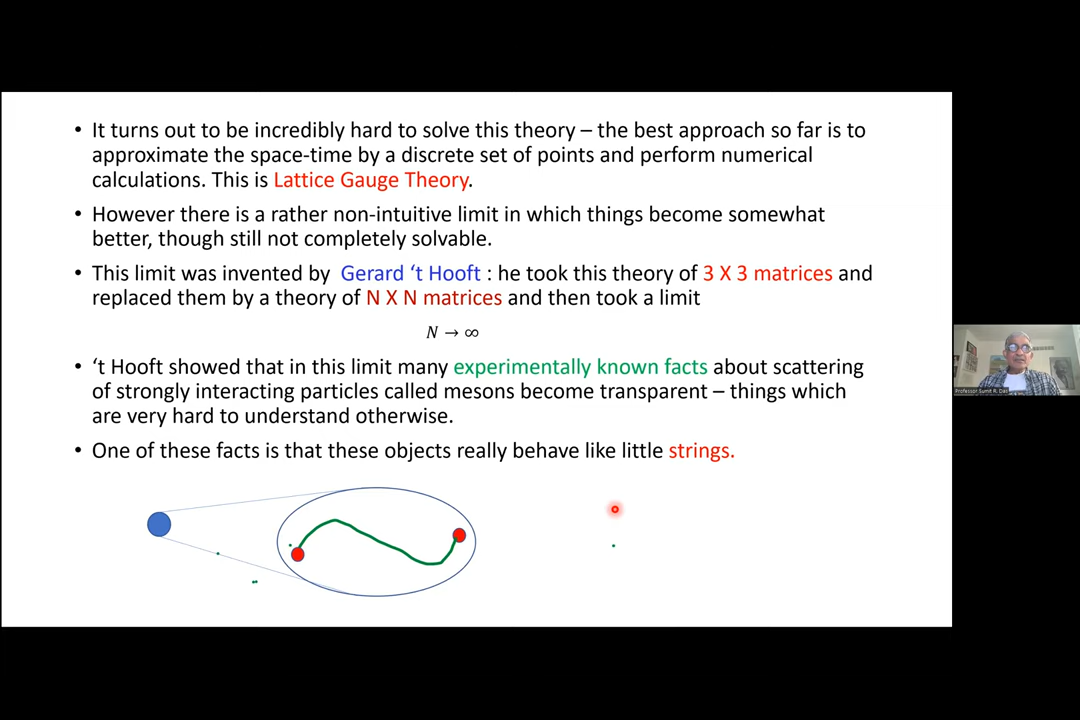 • It turns out to be incredibly hard to solve this theory – the best approach so far is to
approximate the space-time by a discrete set of points and perform numerical
calculations. This is Lattice Gauge Theory.
• However there is a rather non-intuitive limit in which things become somewhat
better, though still not completely solvable.
• This limit was invented by Gerard ‘t Hooft : he took this theory of 3 X 3 matrices and
replaced them by a theory of N X N matrices and then took a limit
N → ∞
• ‘t Hooft showed that in this limit many experimentally known facts about scattering
of strongly interacting particles called mesons become transparent – things which
are very hard to understand otherwise.
• One of these facts is that these objects really behave like little strings.
Professor Sumit R. Das